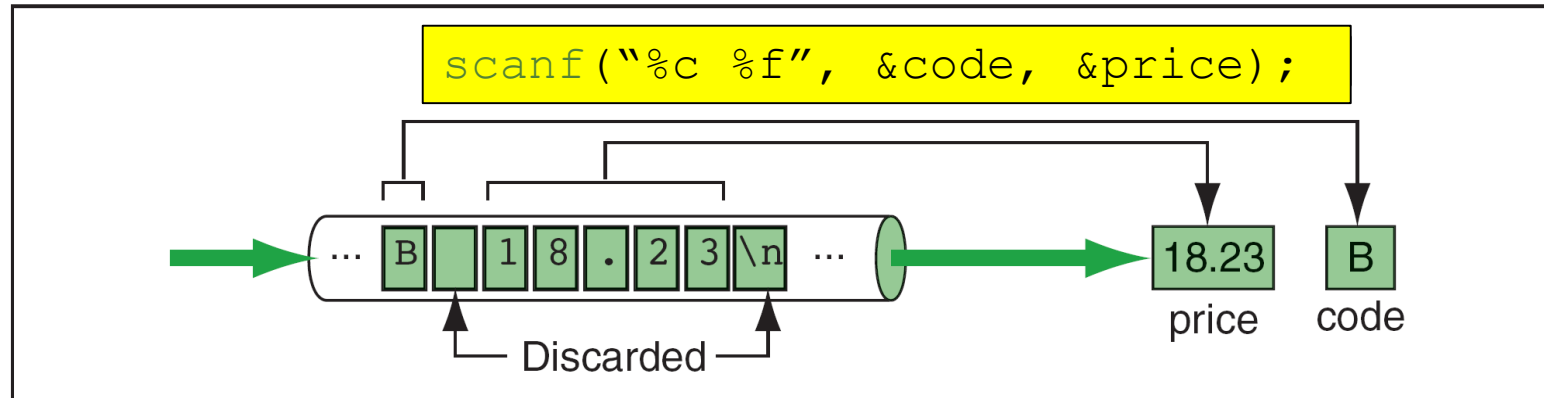 scanf(“%c %f”, &code, &price);
... B 1 8 . 2 3 \n ...
18.23 B
price code
Discarded